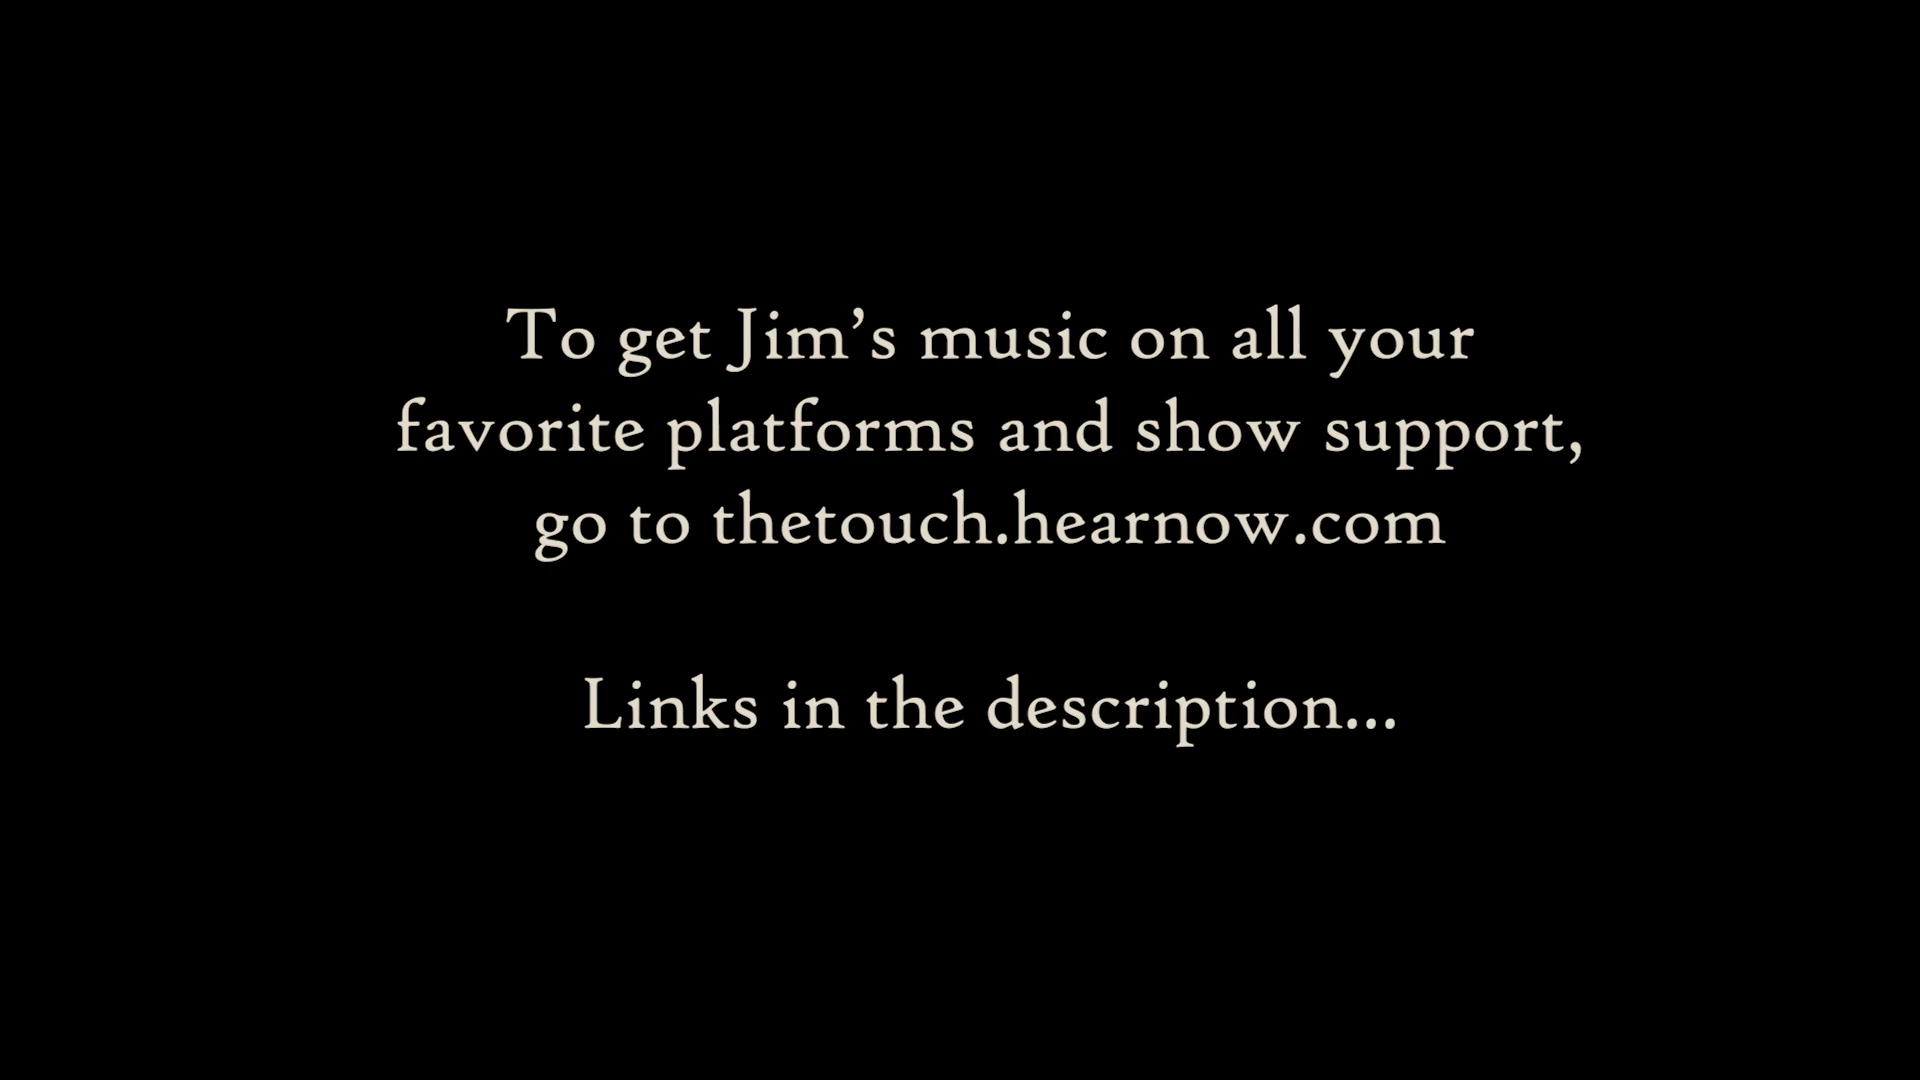 To get Jim’s music on all your
favorite platforms and show support,
go to thetouch.hearnow.com
Links in the description...